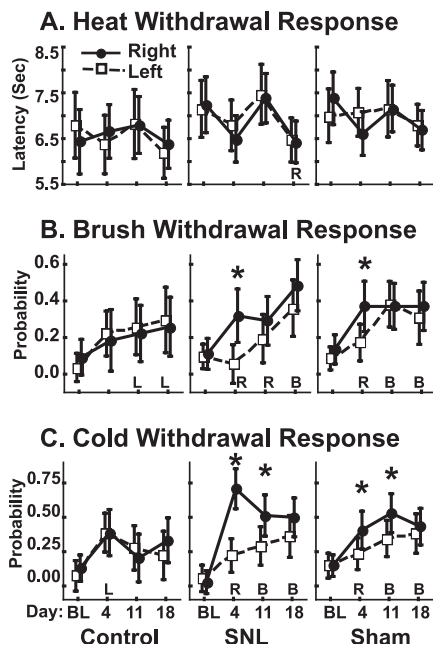 A. Heat Withdrawal Response
Right
Left
Latency (Sec)
8.5
7.5
6.5
5.5
R
B. Brush Withdrawal Response
Probability
0.6
0.4
0.2
0.0
*
*
L L
R R B
R B B
C. Cold Withdrawal Response
Probability
0.75
0.50
0.25
0.00
*
*
*
*
L
R B B
R B B
Day: BL 4 11 18 BL 4 11 18 BL 4 11 18
Control SNL Sham